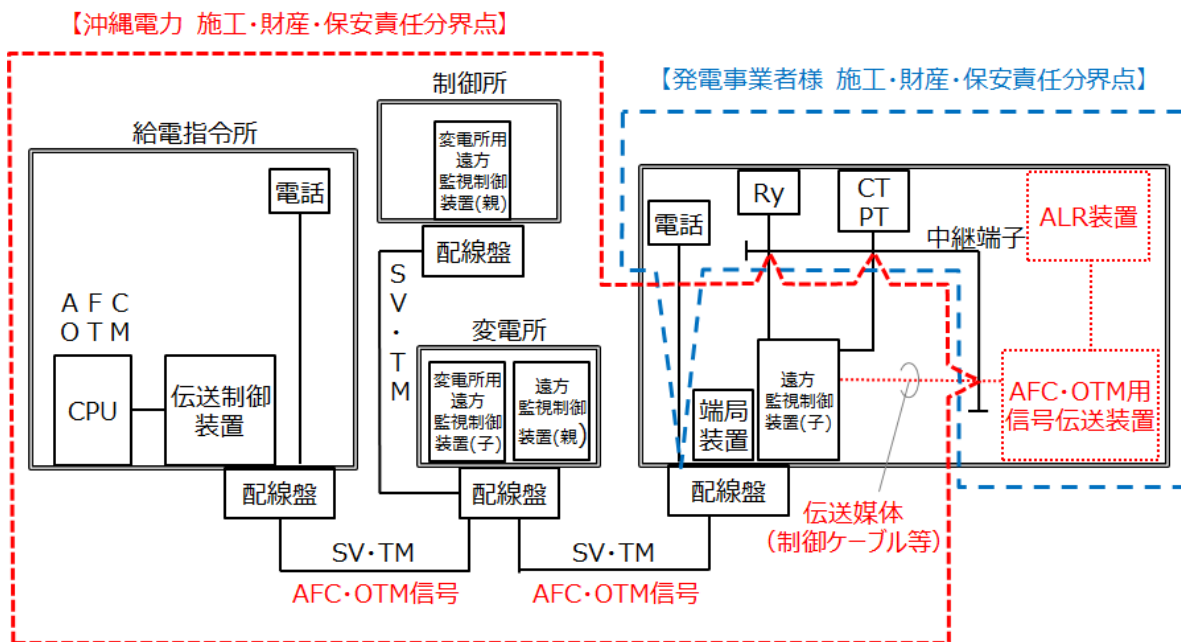 【沖縄電力 施工・財産・保安責任分界点】
【発電事業者様 施工・財産・保安責任分界点】
給電指令所
電話
AFC
OTM
CPU
伝送制御
装置
配線盤
制御所
変電所用
遠方
監視制御
装置(親)
配線盤
SV・TM
変電所
変電所用
遠方
監視制御
装置(子)
遠方
監視制御
装置(親)
配線盤
SV・TM
AFC・OTM信号
SV・TM
AFC・OTM信号
電話
Ry
CT
PT
中継端子
ALR装置
端局
装置
遠方
監視制御
装置(子)
AFC・OTM用
信号伝送装置
配線盤
伝送媒体
（制御ケーブル等）